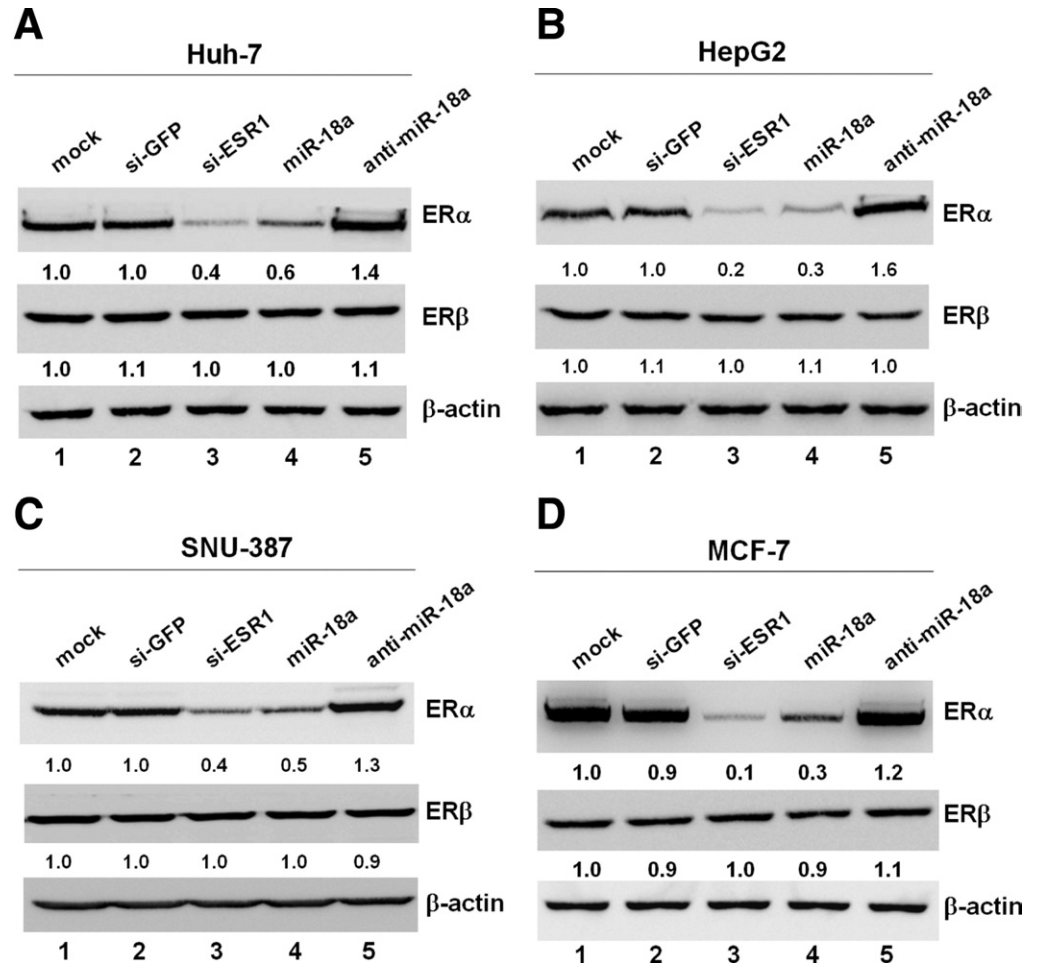 A
Huh-7
mock si-GFP si-ESR1 miR-18a anti-miR-18a
ERα
1.0 1.0 0.4 0.6 1.4
ERβ
1.0 1.1 1.0 1.0 1.1
β-actin
1 2 3 4 5
B
HepG2
mock si-GFP si-ESR1 miR-18a anti-miR-18a
ERα
1.0 1.0 0.2 0.3 1.6
ERβ
1.0 1.1 1.0 1.1 1.0
β-actin
1 2 3 4 5
C
SNU-387
mock si-GFP si-ESR1 miR-18a anti-miR-18a
ERα
1.0 1.0 0.4 0.5 1.3
ERβ
1.0 1.0 1.0 1.0 0.9
β-actin
1 2 3 4 5
D
MCF-7
mock si-GFP si-ESR1 miR-18a anti-miR-18a
ERα
1.0 0.9 0.1 0.3 1.2
ERβ
1.0 0.9 1.0 0.9 1.1
β-actin
1 2 3 4 5